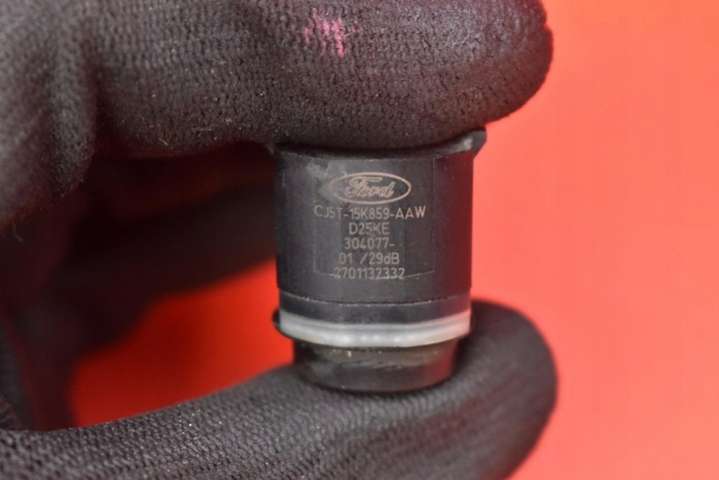 Ford
CJ5T-15K859-AAW
D25KE
304077-
01 /29dB
2701132332